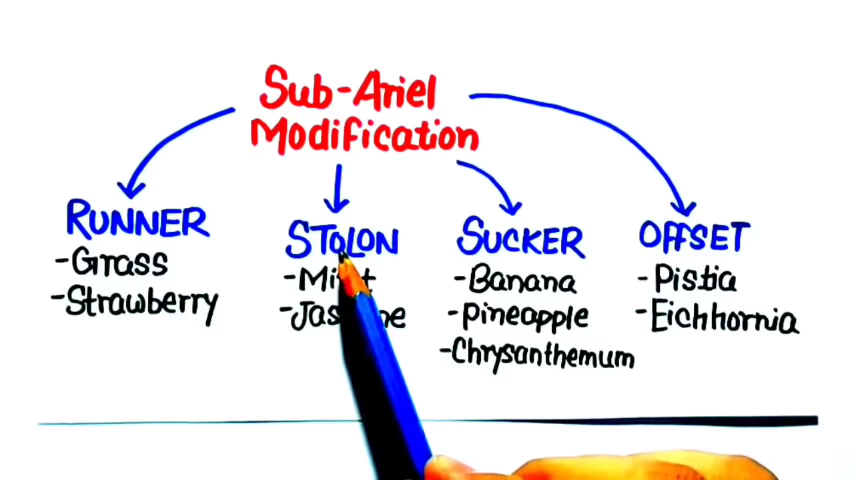 Sub-Ariel
Modification
RUNNER
-Grass
-Strawberry
STOLON
SUCKER
-Banana
-Pineapple
-Chrysanthemum
OFFSET
-Pistia
-Eichhornia